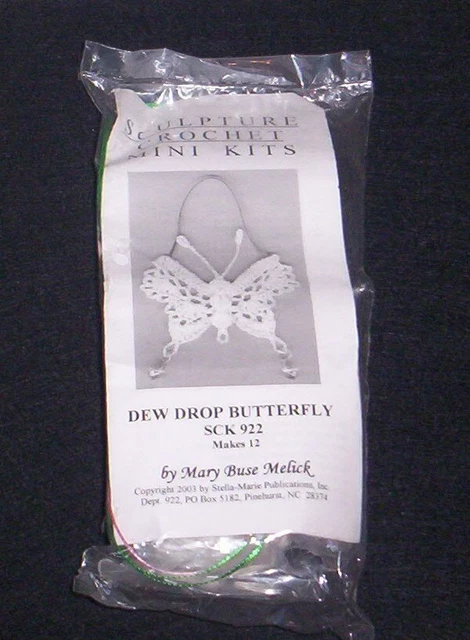 SCULPTURE
CROCHET
MINI KITS
DEW DROP BUTTERFLY
SCK 922
Makes 12
by Mary Buse Melick
Copyright 2003 by Stella-Marie Publications, Inc.
Dept. 922, PO Box 5182, Pinehurst, NC 28374